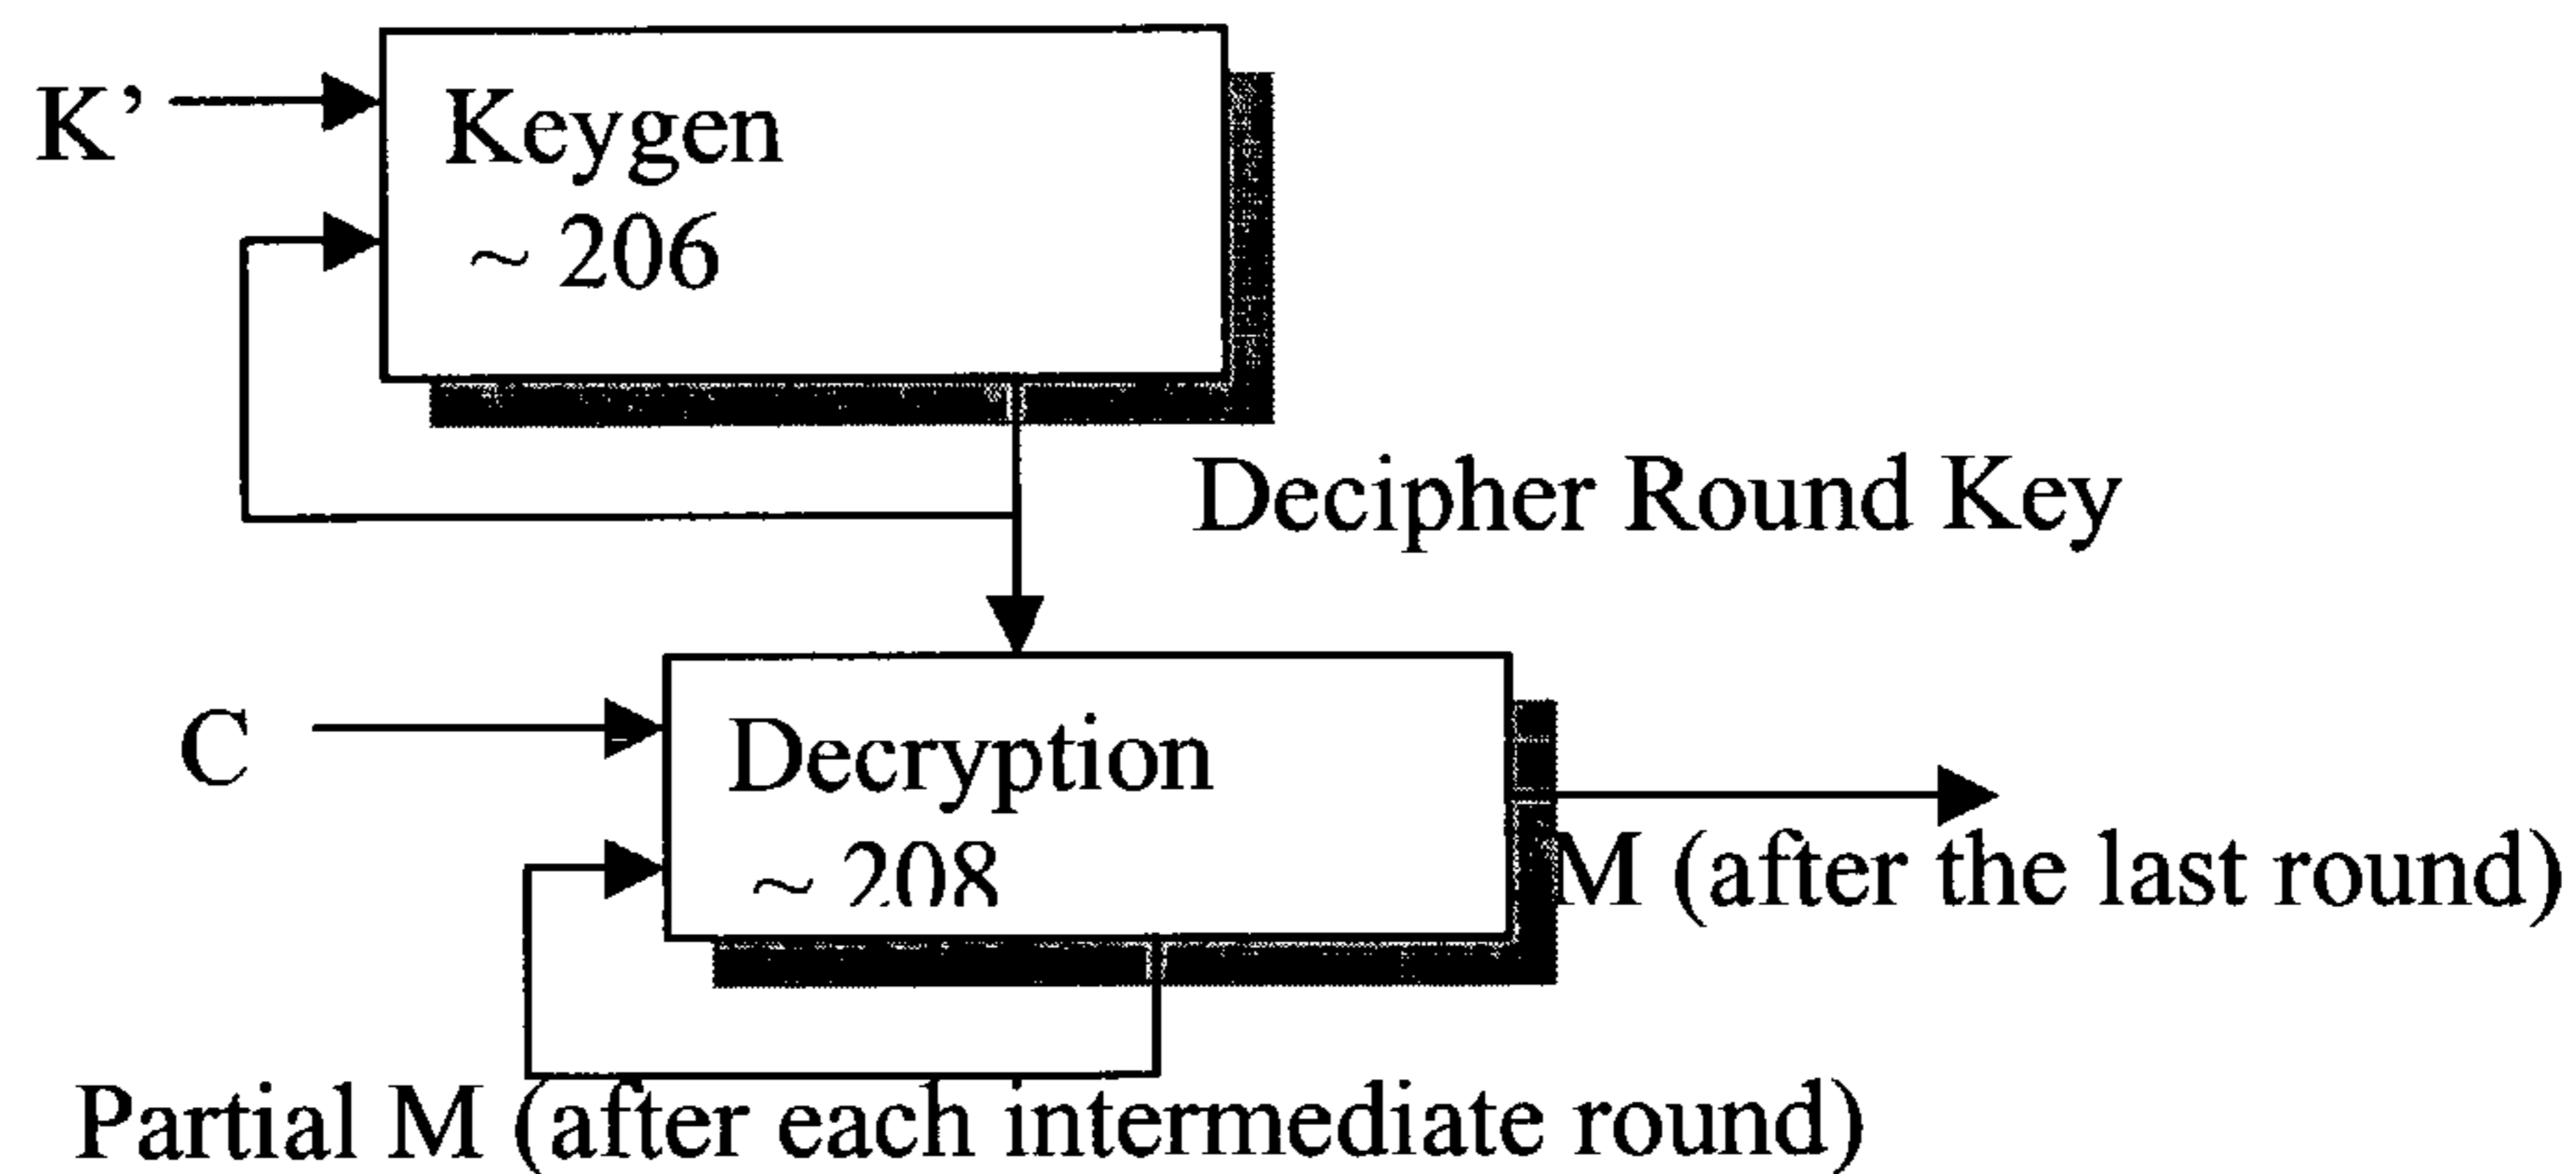 K’
Keygen
~ 206
Decipher Round Key
C
Decryption
~ 208
M (after the last round)
Partial M (after each intermediate round)